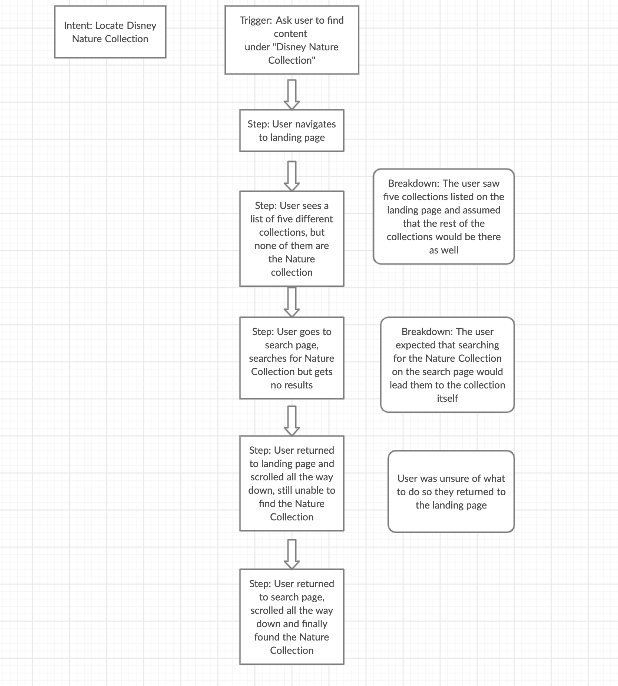 Intent: Locate Disney
Nature Collection
Trigger: Ask user to find
content
under "Disney Nature
Collection"
Step: User navigates
to landing page
Step: User sees a
list of five different
collections, but
none of them are
the Nature
collection
Breakdown: The user saw
five collections listed on the
landing page and assumed
that the rest of the
collections would be there
as well
Step: User goes to
search page,
searches for Nature
Collection but gets
no results
Breakdown: The user
expected that searching
for the Nature Collection
on the search page would
lead them to the collection
itself
Step: User returned
to landing page and
scrolled all the way
down, still unable to
find the Nature
Collection
User was unsure of what
to do so they returned to
the landing page
Step: User returned
to search page,
scrolled all the way
down and finally
found the Nature
Collection